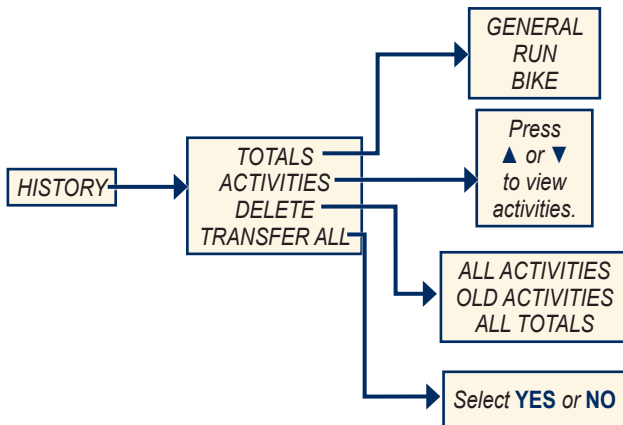 HISTORY
TOTALS
ACTIVITIES
DELETE
TRANSFER ALL
GENERAL
RUN
BIKE
Press
▲ or ▼
to view
activities.
ALL ACTIVITIES
OLD ACTIVITIES
ALL TOTALS
Select YES or NO